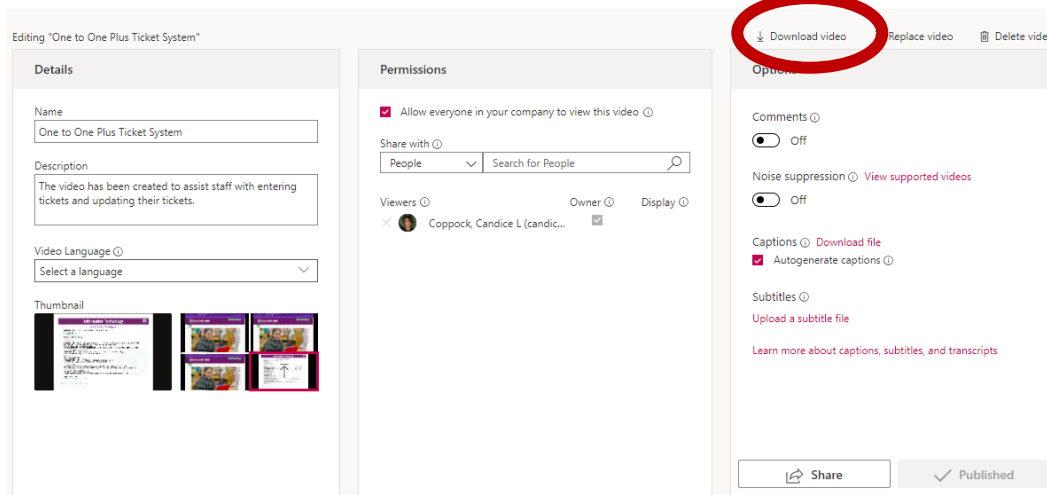 Editing "One to One Plus Ticket System"
Download video
Replace video
Delete vide
Details
Name
One to One Plus Ticket System
Description
The video has been created to assist staff with entering
tickets and updating their tickets.
Video Language
Select a language
Thumbnail
Permissions
Allow everyone in your company to view this video
Share with
People
Search for People
Viewers
Owner
Display
Coppock, Candice L (candic...
Options
Comments
Off
Noise suppression
View supported videos
Off
Captions
Download file
Autogenerate captions
Subtitles
Upload a subtitle file
Learn more about captions, subtitles, and transcripts
Share
Published